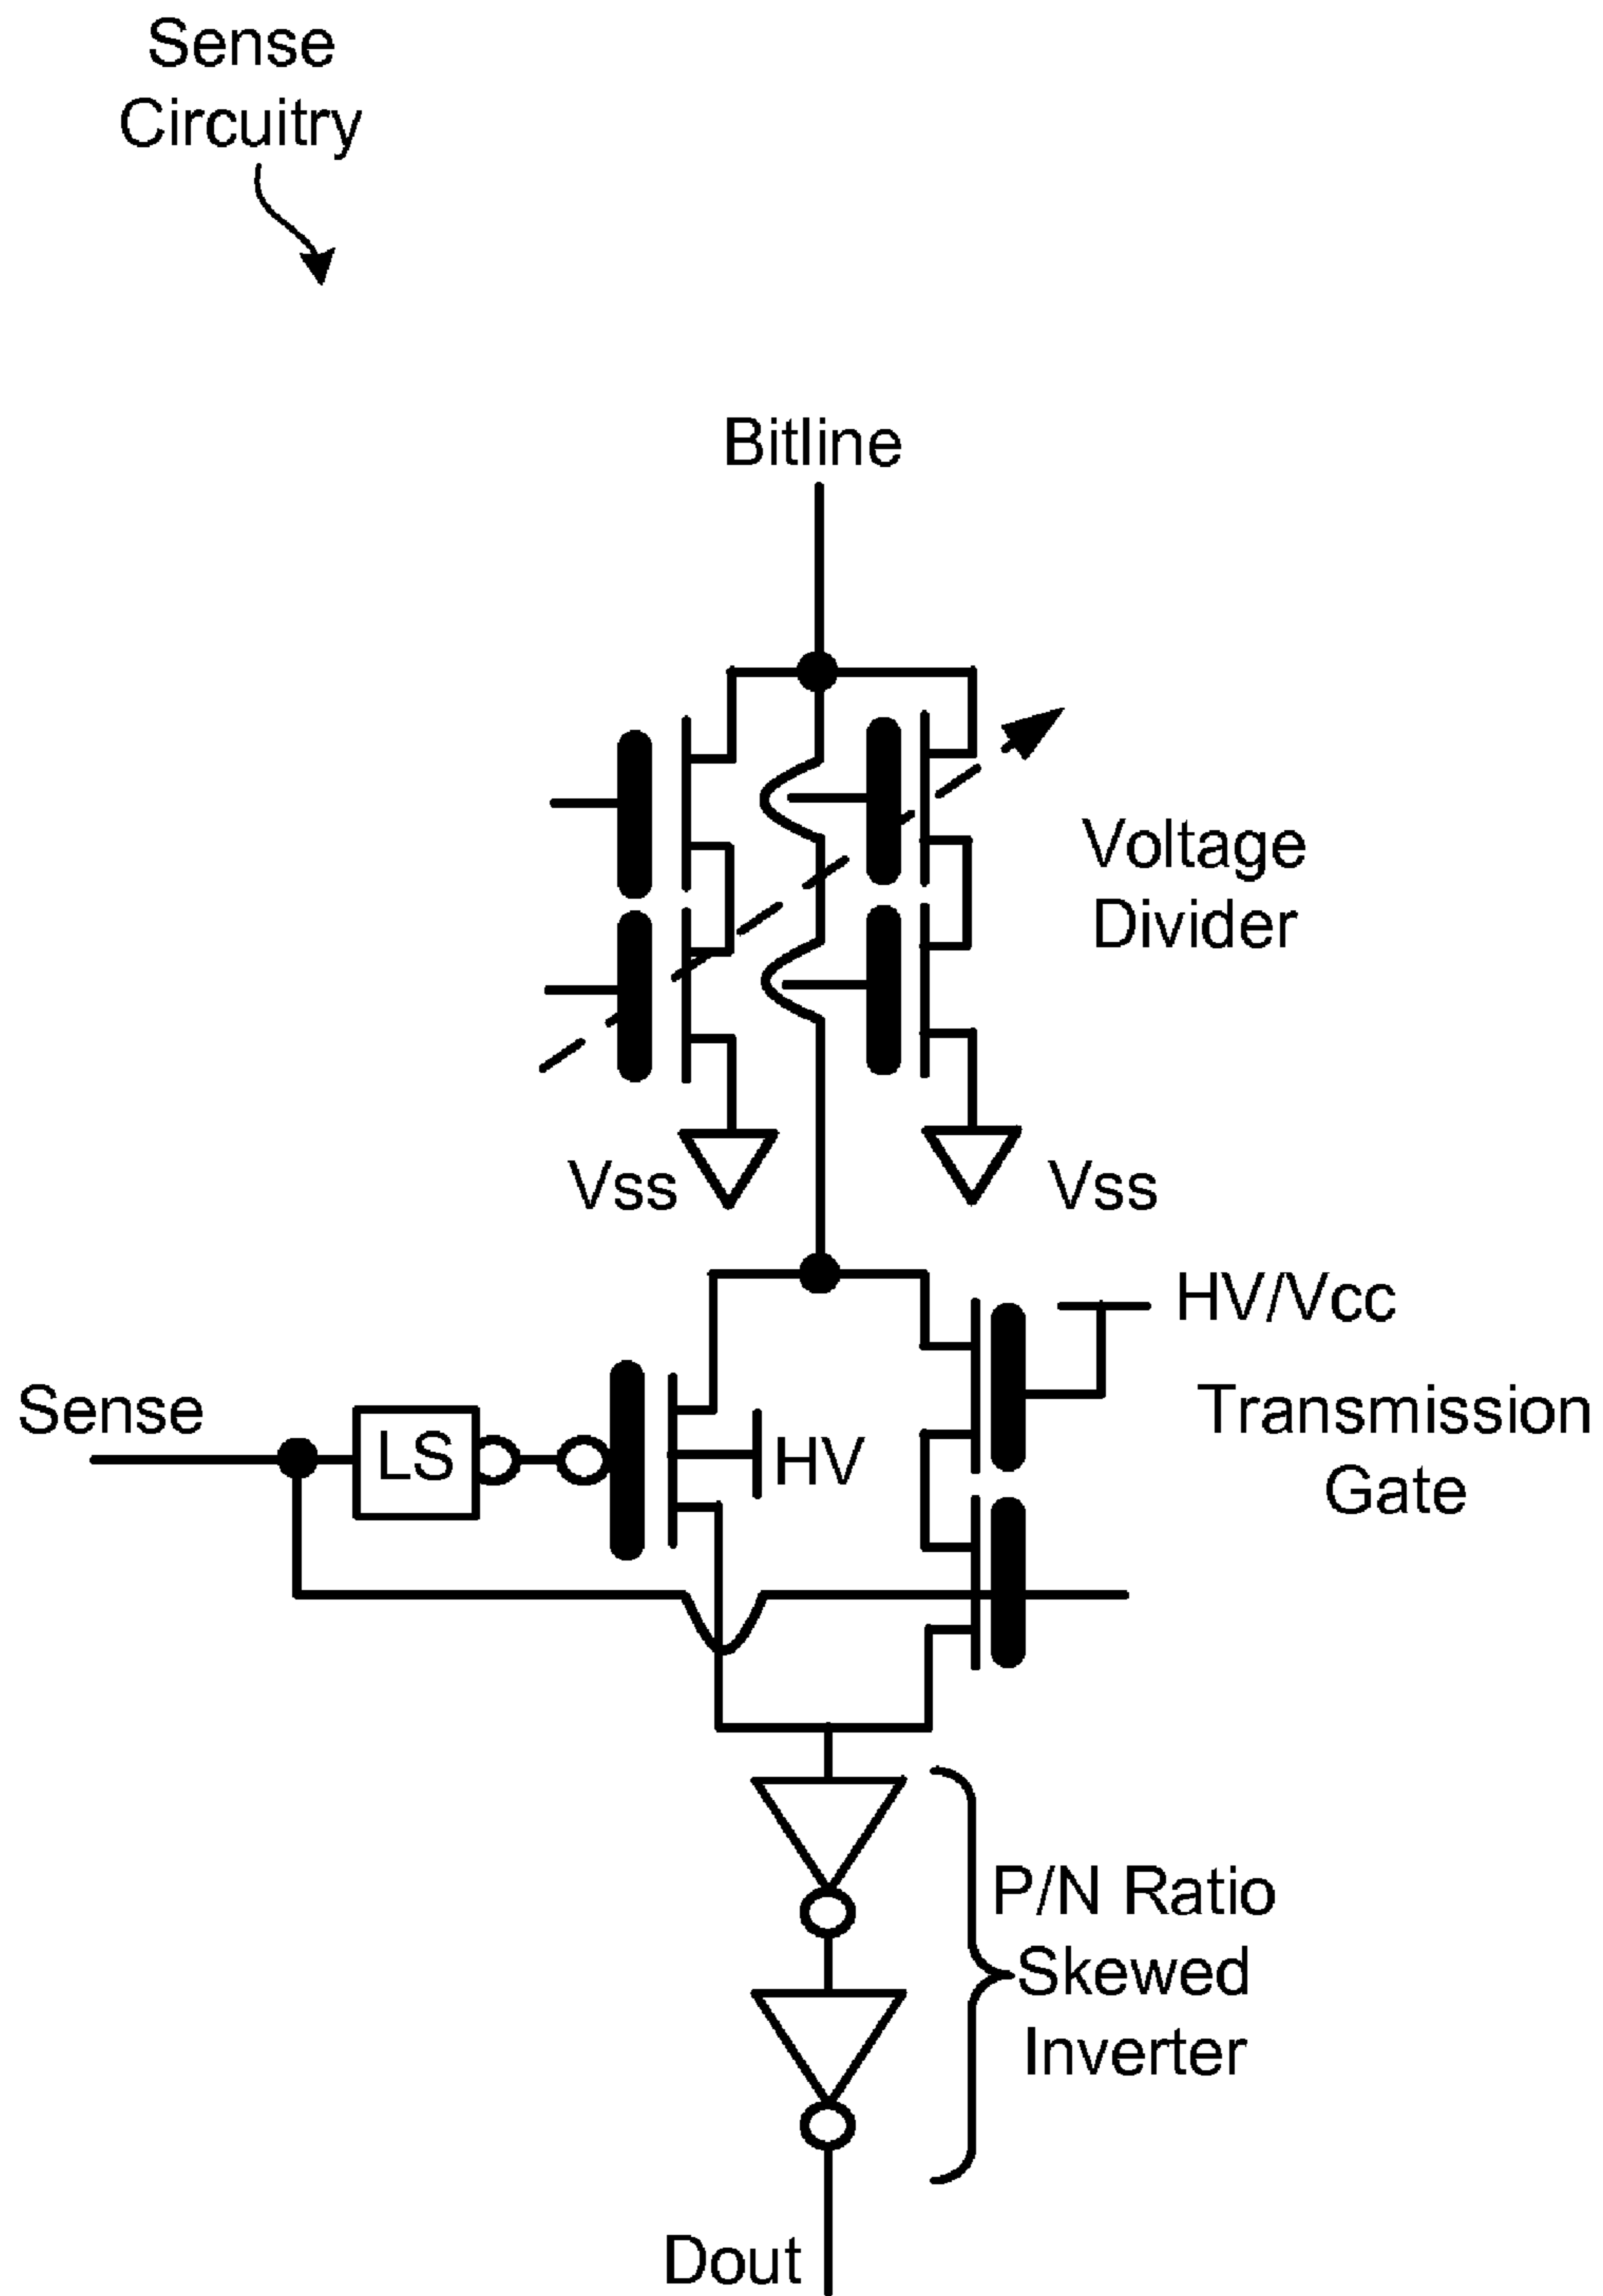 Sense
Circuitry
Bitline
Voltage
Divider
Vss
Vss
HV/Vcc
Sense
LS
HV
Transmission
Gate
P/N Ratio
Skewed
Inverter
Dout